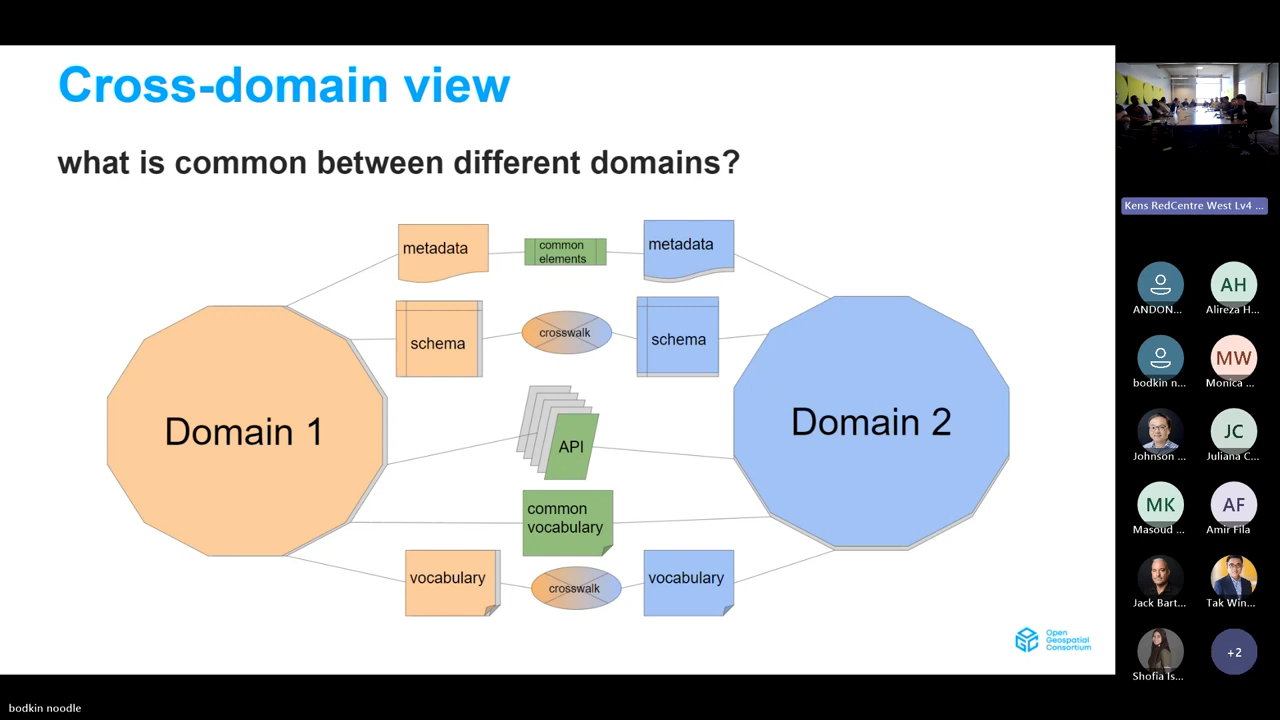 Cross-domain view
what is common between different domains?
metadata
common
elements
metadata
schema
crosswalk
schema
Domain 1
Domain 2
API
common
vocabulary
vocabulary
crosswalk
vocabulary
Open
Geospatial
Consortium
Kens RedCentre West Lv4 ...
AH
ANDON...
Alireza H...
MW
bodkin n...
Monica ...
JC
Johnson ...
Juliana C...
MK
AF
Masoud ...
Amir Fila
Jack Bart...
Tak Win...
+2
Shofia Is...
bodkin noodle